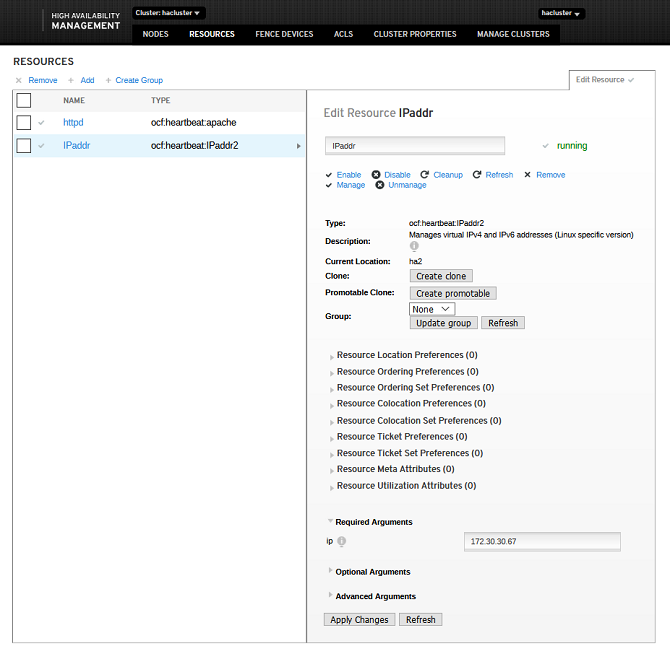 HIGH AVAILABILITY
MANAGEMENT
Cluster: hacluster
hacluster
NODES RESOURCES FENCE DEVICES ACLS CLUSTER PROPERTIES MANAGE CLUSTERS
RESOURCES
Remove Add Create Group
Edit Resource
NAME TYPE
httpd ocf:heartbeat:apache
IPaddr ocf:heartbeat:IPaddr2
Edit Resource IPaddr
IPaddr running
Enable Disable Cleanup Refresh Remove
Manage Unmanage
Type: ocf:heartbeat:IPaddr2
Description: Manages virtual IPv4 and IPv6 addresses (Linux specific version)
Current Location: ha2
Clone: Create clone
Promotable Clone: Create promotable
Group: None
Update group Refresh
Resource Location Preferences (0)
Resource Ordering Preferences (0)
Resource Ordering Set Preferences (0)
Resource Colocation Preferences (0)
Resource Colocation Set Preferences (0)
Resource Ticket Preferences (0)
Resource Ticket Set Preferences (0)
Resource Meta Attributes (0)
Resource Utilization Attributes (0)
Required Arguments
ip 172.30.30.67
Optional Arguments
Advanced Arguments
Apply Changes Refresh